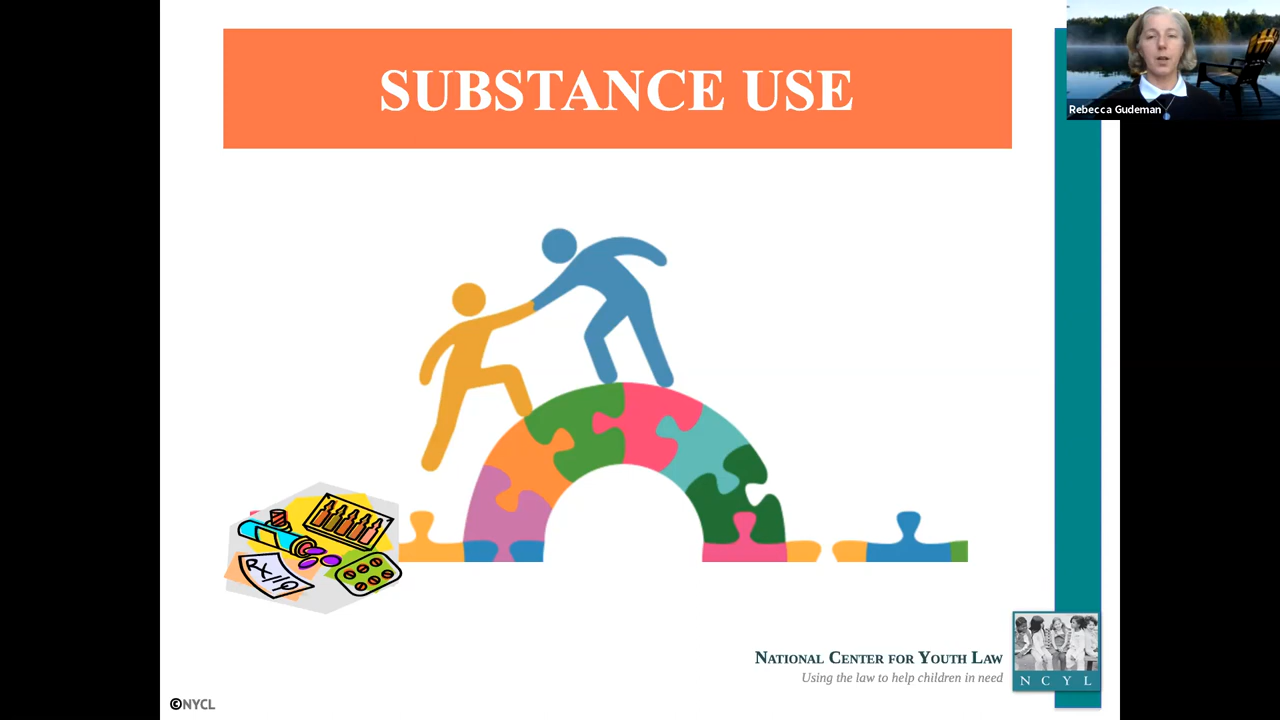 SUBSTANCE USE
Rebecca Gudeman
NATIONAL CENTER FOR YOUTH LAW
Using the law to help children in need
N C Y L
©NYCL